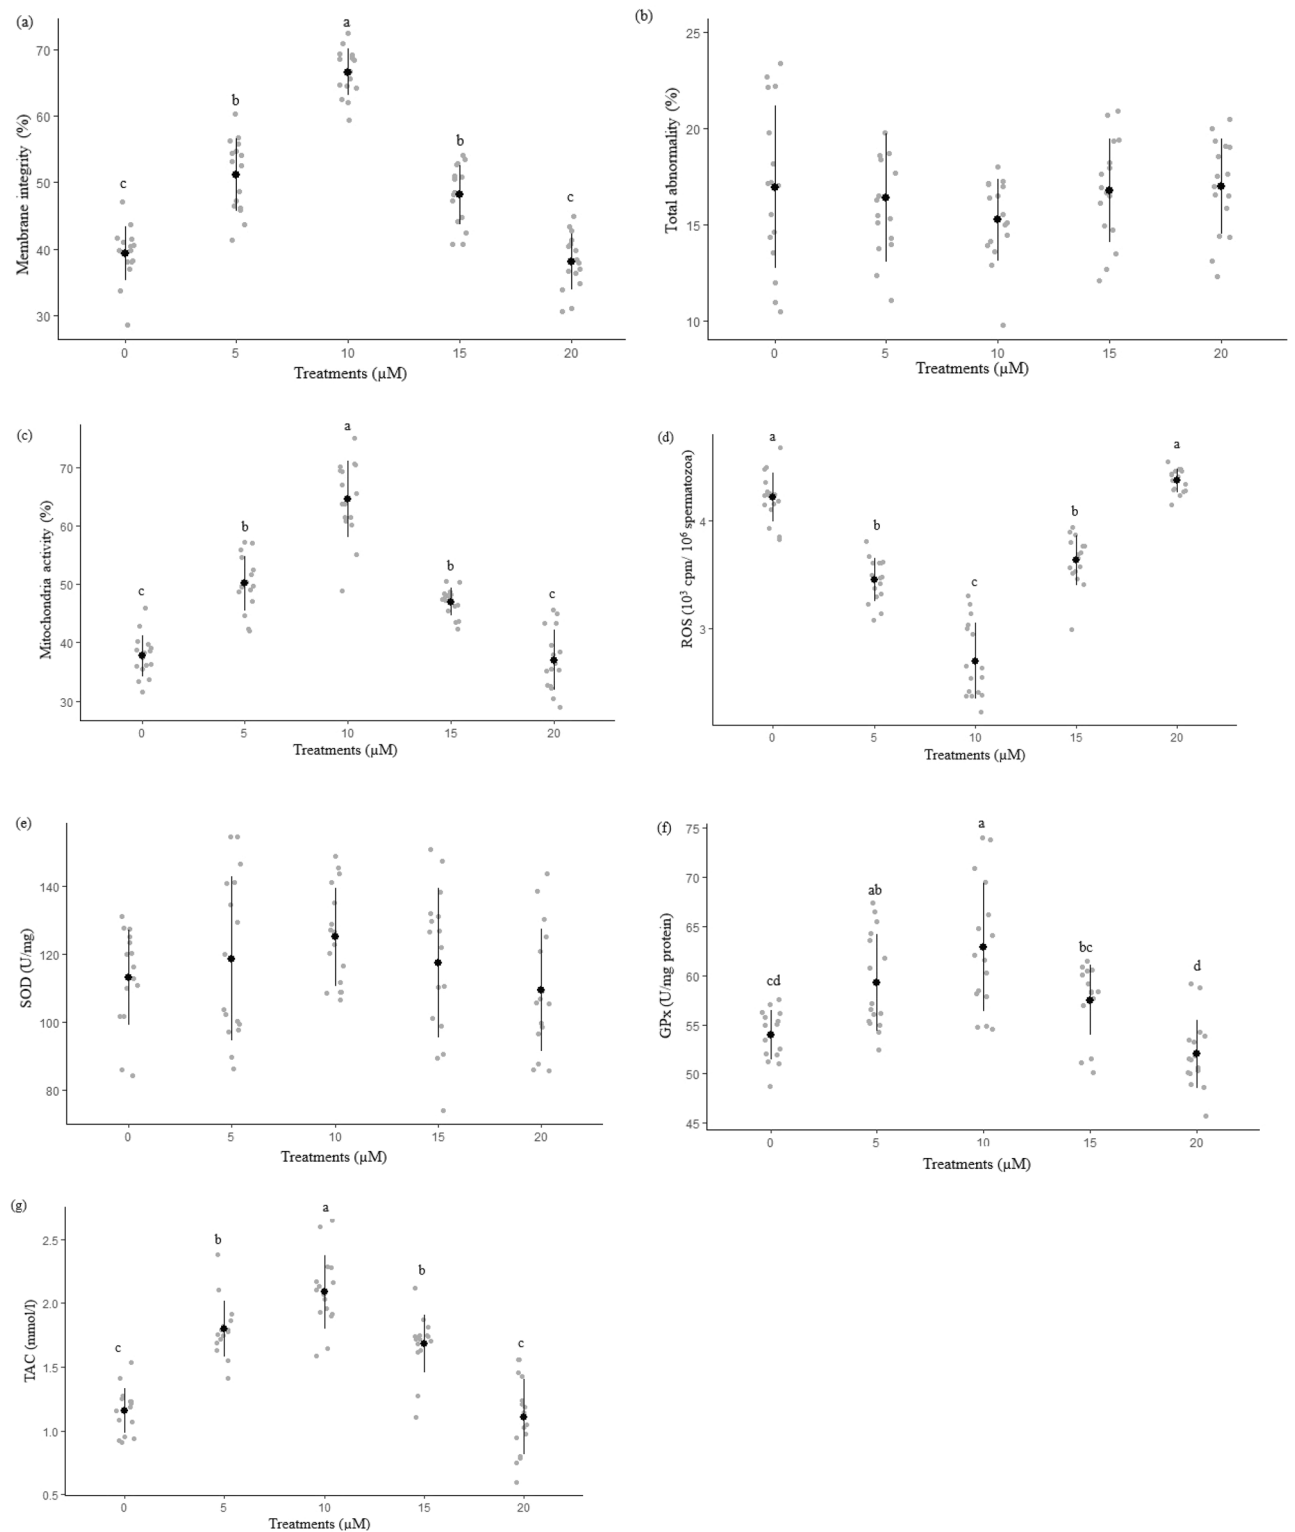 (a)
a
b
b
c
c
Membrane integrity (%)
70
60
50
40
30
0 5 10 15 20
Treatments (µM)
(b)
Total abnormality (%)
25
20
15
10
0 5 10 15 20
Treatments (µM)
(c)
a
b
b
c
c
Mitochondria activity (%)
70
60
50
40
30
0 5 10 15 20
Treatments (µM)
(d)
a
a
b
b
c
ROS (10³ cpm/ 10⁶ spermatozoa)
4
3
0 5 10 15 20
Treatments (µM)
(e)
SOD (U/mg)
140
120
100
80
0 5 10 15 20
Treatments (µM)
(f)
a
ab
bc
cd
d
GPx (U/mg protein)
75
70
65
60
55
50
45
0 5 10 15 20
Treatments (µM)
(g)
a
b
b
c
c
TAC (mmol/l)
2.5
2.0
1.5
1.0
0.5
0 5 10 15 20
Treatments (µM)